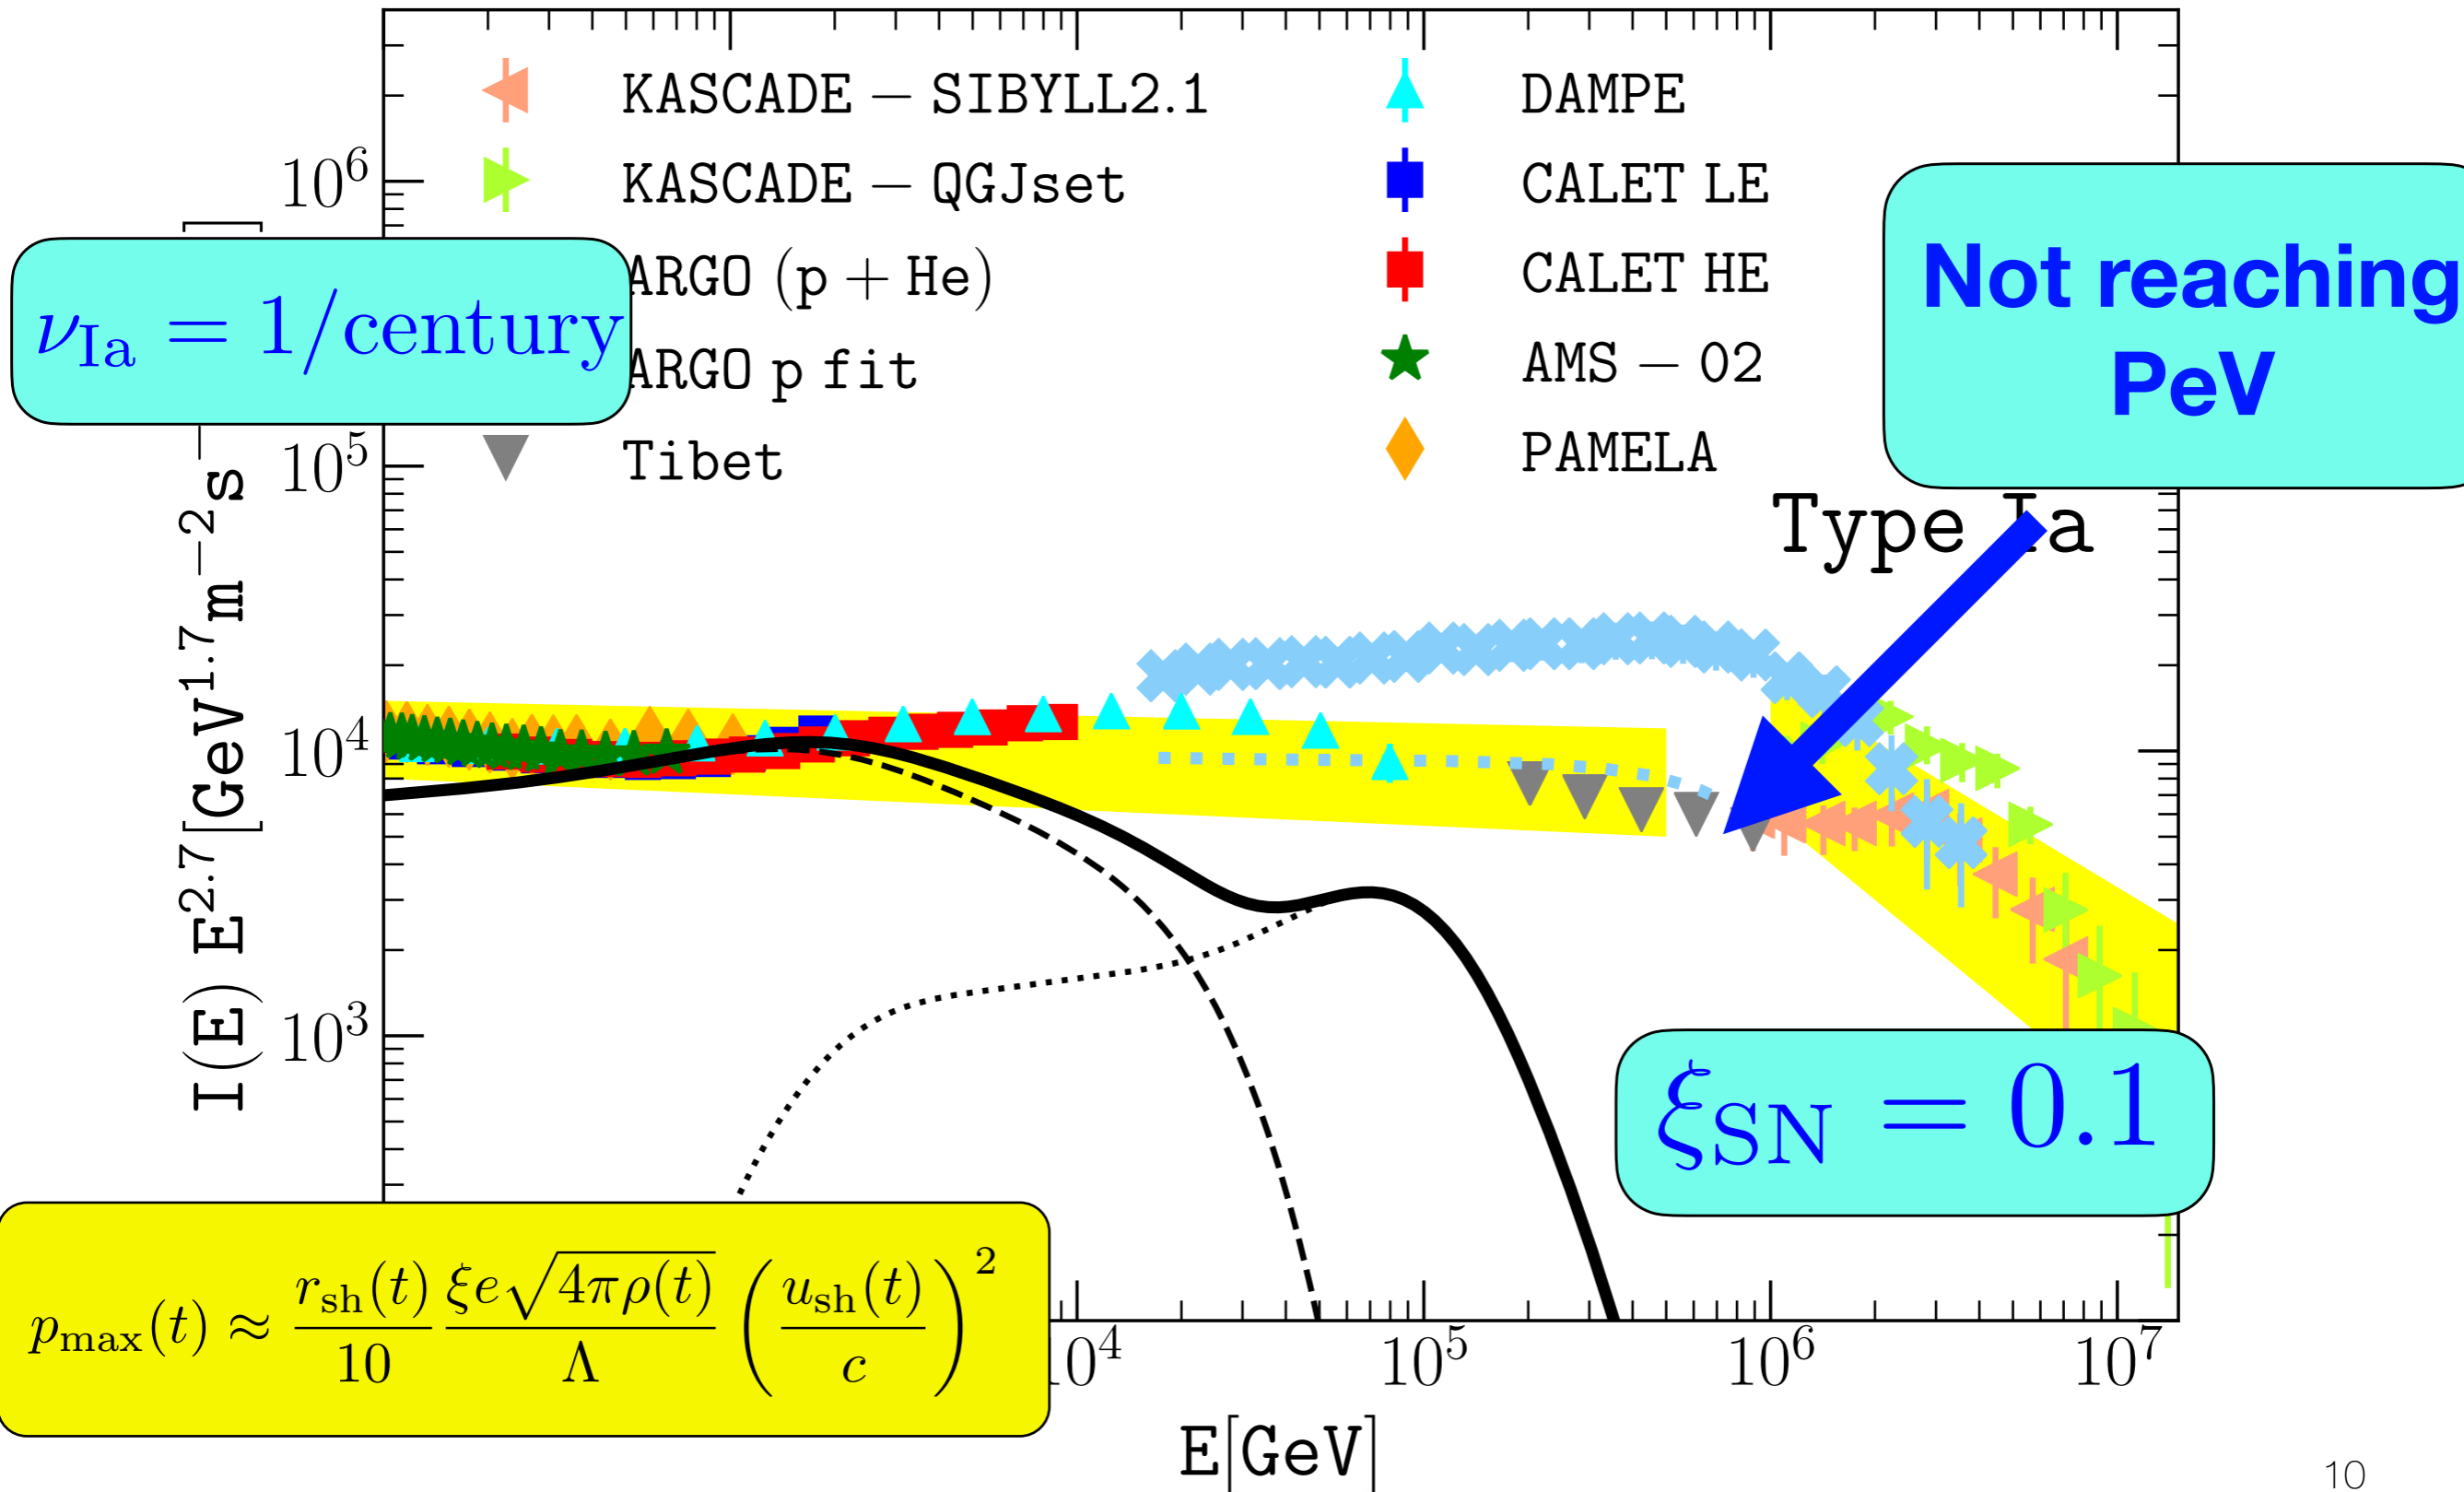 KASCADE − SIBYLL2.1
KASCADE − QGJset
ARGO (p + He)
ARGO p fit
Tibet
DAMPE
CALET LE
CALET HE
AMS − 02
PAMELA
Not reaching
PeV
ν_Ia = 1/century
Type Ia
10^6
10^5
10^4
10^3
I(E) E^2.7[GeV^1.7m^−2s^−
ξ_SN = 0.1
p_max(t) ≈ r_sh(t)/10 ξe√4πρ(t)/Λ (u_sh(t)/c)^2
10^4
10^5
10^6
10^7
E[GeV]
10